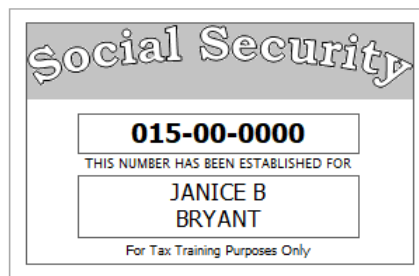 Social Security
015-00-0000
THIS NUMBER HAS BEEN ESTABLISHED FOR
JANICE B
BRYANT
For Tax Training Purposes Only